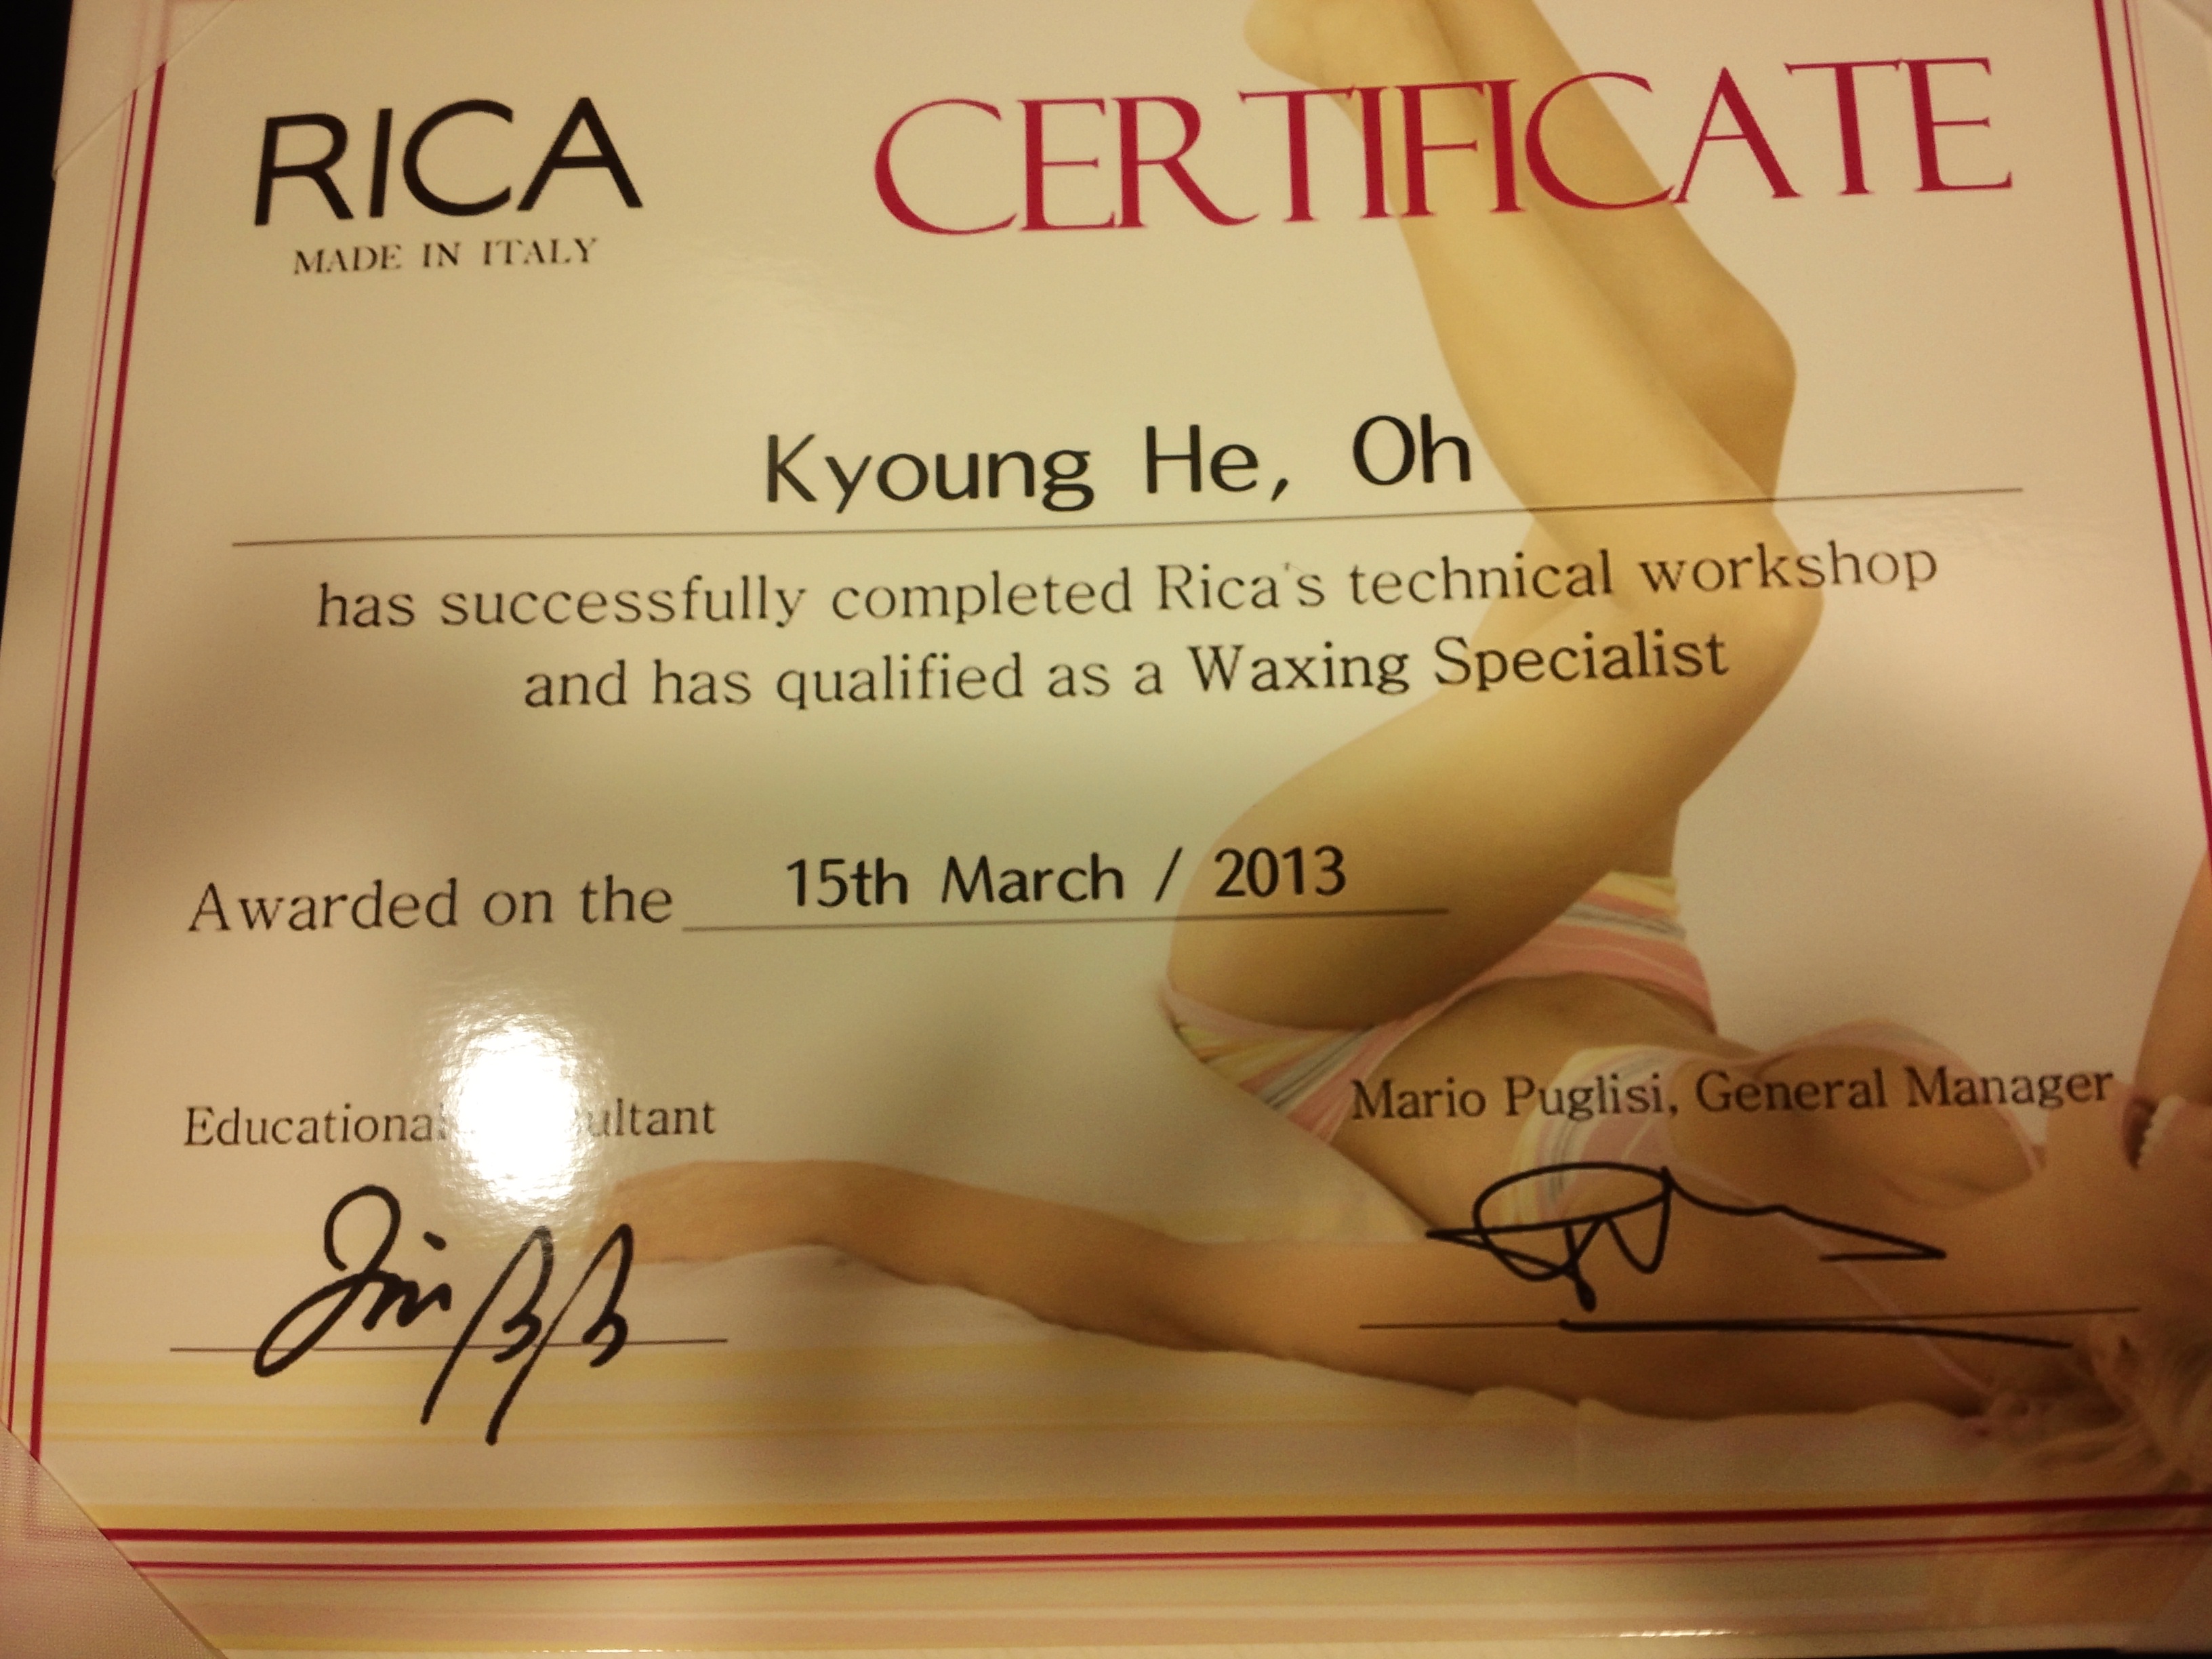 RICA
MADE IN ITALY
CERTIFICATE
Kyoung He, Oh
has successfully completed Rica's technical workshop
and has qualified as a Waxing Specialist
Awarded on the 15th March / 2013
Mario Puglisi, General Manager